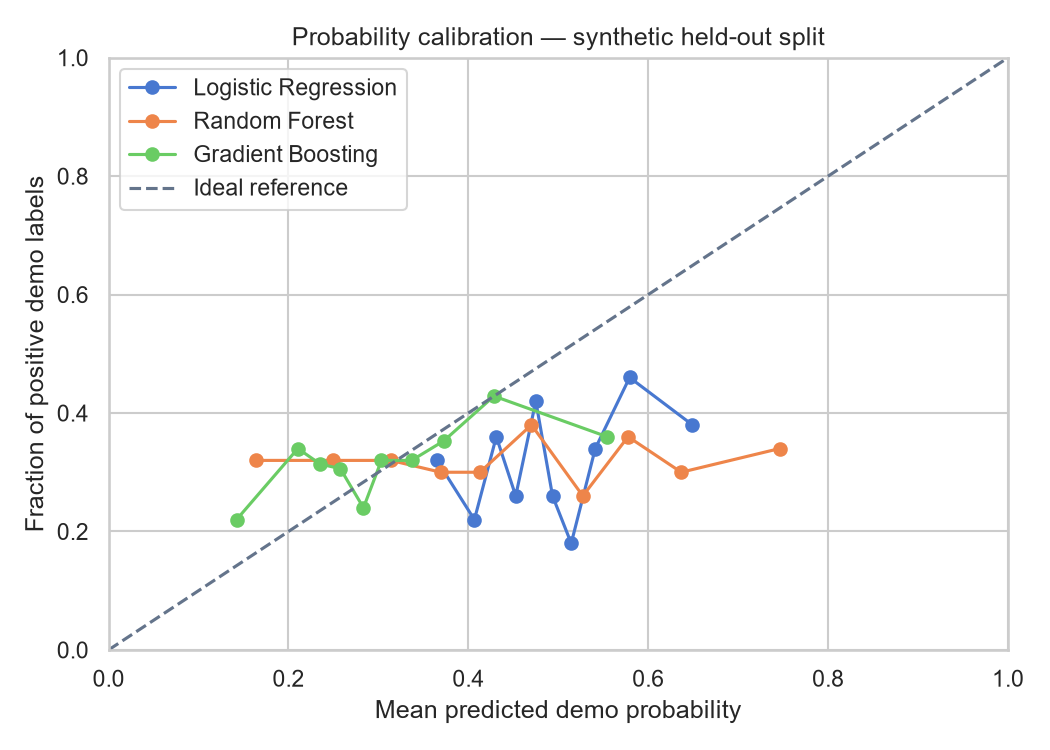 Probability calibration — synthetic held-out split
Logistic Regression
Random Forest
Gradient Boosting
Ideal reference
Fraction of positive demo labels
1.0
0.8
0.6
0.4
0.2
0.0
0.0 0.2 0.4 0.6 0.8 1.0
Mean predicted demo probability